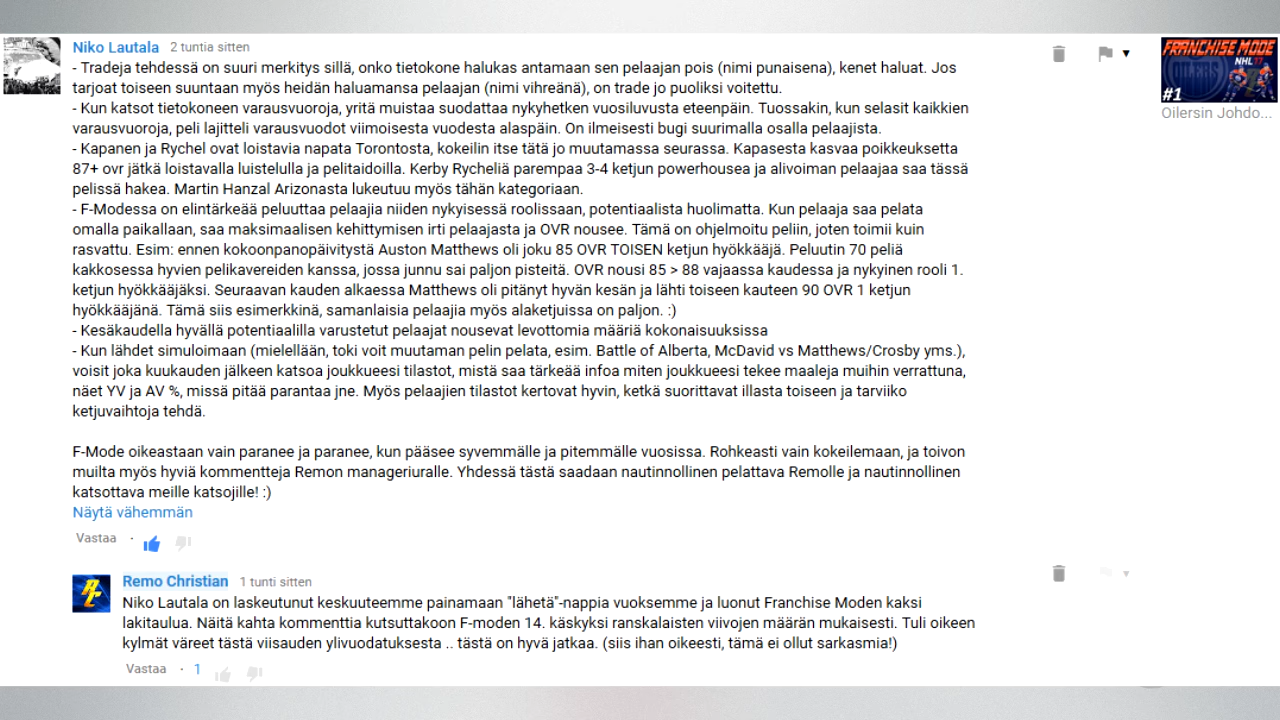 Niko Lautala 2 tuntia sitten
- Tradeja tehdessä on suuri merkitys sillä, onko tietokone halukas antamaan sen pelaajan pois (nimi punaisena), kenet haluat. Jos
tarjoat toiseen suuntaan myös heidän haluamansa pelaajan (nimi vihreänä), on trade jo puoliksi voitettu.
- Kun katsot tietokoneen varausvuoroja, yritä muistaa suodattaa nykyhetken vuosiluvusta eteenpäin. Tuossakin, kun selasit kaikkien
varausvuoroja, peli lajitteli varausvuodot viimoisesta vuodesta alaspäin. On ilmeisesti bugi suurimalla osalla pelaajista.
- Kapanen ja Rychel ovat loistavia napata Torontosta, kokeilin itse tätä jo muutamassa seurassa. Kapasesta kasvaa poikkeuksetta
87+ ovr jätkä loistavalla luistelulla ja pelitaidoilla. Kerby Rycheliä parempaa 3-4 ketjun powerhousea ja alivoiman pelaajaa saa tässä
pelissä hakea. Martin Hanzal Arizonasta lukeutuu myös tähän kategoriaan.
- F-Modessa on elintärkeää peluuttaa pelaajia niiden nykyisessä roolissaan, potentiaalista huolimatta. Kun pelaaja saa pelata
omalla paikallaan, saa maksimaalisen kehittymisen irti pelaajasta ja OVR nousee. Tämä on ohjelmoitu peliin, joten toimii kuin
rasvattu. Esim: ennen kokoonpanopäivitystä Auston Matthews oli joku 85 OVR TOISEN ketjun hyökkääjä. Peluutin 70 peliä
kakkosessa hyvien pelikavereiden kanssa, jossa junnu sai paljon pisteitä. OVR nousi 85 > 88 vajaassa kaudessa ja nykyinen rooli 1.
ketjun hyökkääjäksi. Seuraavan kauden alkaessa Matthews oli pitänyt hyvän kesän ja lähti toiseen kauteen 90 OVR 1 ketjun
hyökkääjänä. Tämä siis esimerkkinä, samanlaisia pelaajia myös alaketjuissa on paljon. :)
- Kesäkaudella hyvällä potentiaalilla varustetut pelaajat nousevat levottomia määriä kokonaisuuksissa
- Kun lähdet simuloimaan (mielellään, toki voit muutaman pelin pelata, esim. Battle of Alberta, McDavid vs Matthews/Crosby yms.),
voisit joka kuukauden jälkeen katsoa joukkueesi tilastot, mistä saa tärkeää infoa miten joukkueesi tekee maaleja muihin verrattuna,
näet YV ja AV %, missä pitää parantaa jne. Myös pelaajien tilastot kertovat hyvin, ketkä suorittavat illasta toiseen ja tarviiko
ketjuvaihtoja tehdä.
F-Mode oikeastaan vain paranee ja paranee, kun pääsee syvemmälle ja pitemmälle vuosissa. Rohkeasti vain kokeilemaan, ja toivon
muilta myös hyviä kommentteja Remon manageriuralle. Yhdessä tästä saadaan nautinnollinen pelattava Remolle ja nautinnollinen
katsottava meille katsojille! :)
Näytä vähemmän
Vastaa ·
Remo Christian 1 tunti sitten
Niko Lautala on laskeutunut keskuuteemme painamaan "lähetä"-nappia vuoksemme ja luonut Franchise Moden kaksi
lakitaulua. Näitä kahta kommenttia kutsuttakoon F-moden 14. käskyksi ranskalaisten viivojen määrän mukaisesti. Tuli oikeen
kylmät väreet tästä viisauden ylivuodatuksesta .. tästä on hyvä jatkaa. (siis ihan oikeesti, tämä ei ollut sarkasmia!)
Vastaa · 1
FRANCHISE MODE
NHL 17
OILERS
#1
Oilersin Johdo...